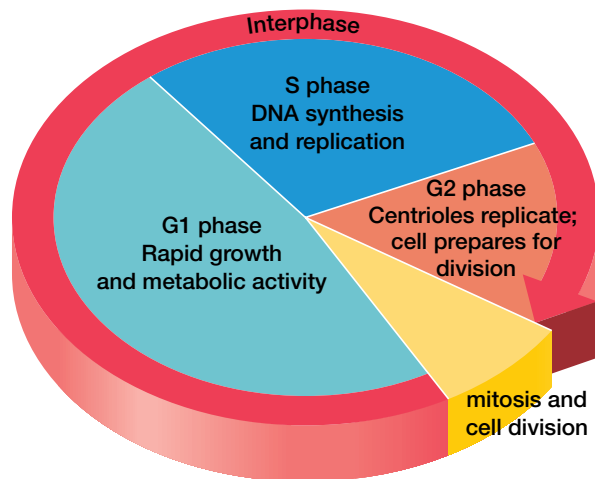 Interphase
S phase
DNA synthesis
and replication
G1 phase
Rapid growth
and metabolic activity
G2 phase
Centrioles replicate;
cell prepares for
division
mitosis and
cell division